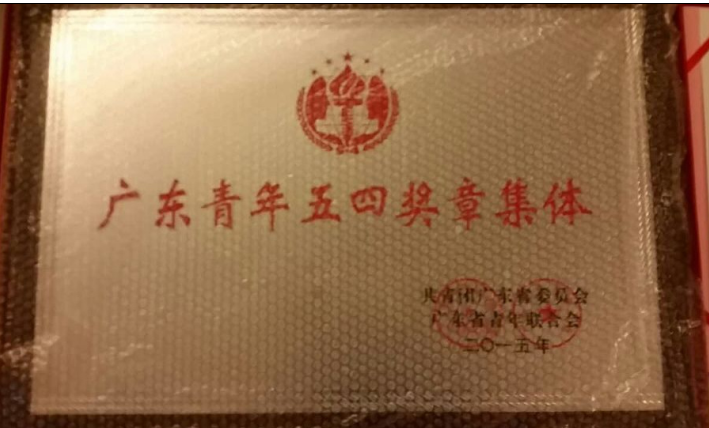 广东青年五四奖章集体
共青团广东省委员会
广东省青年联合会
二〇一五年